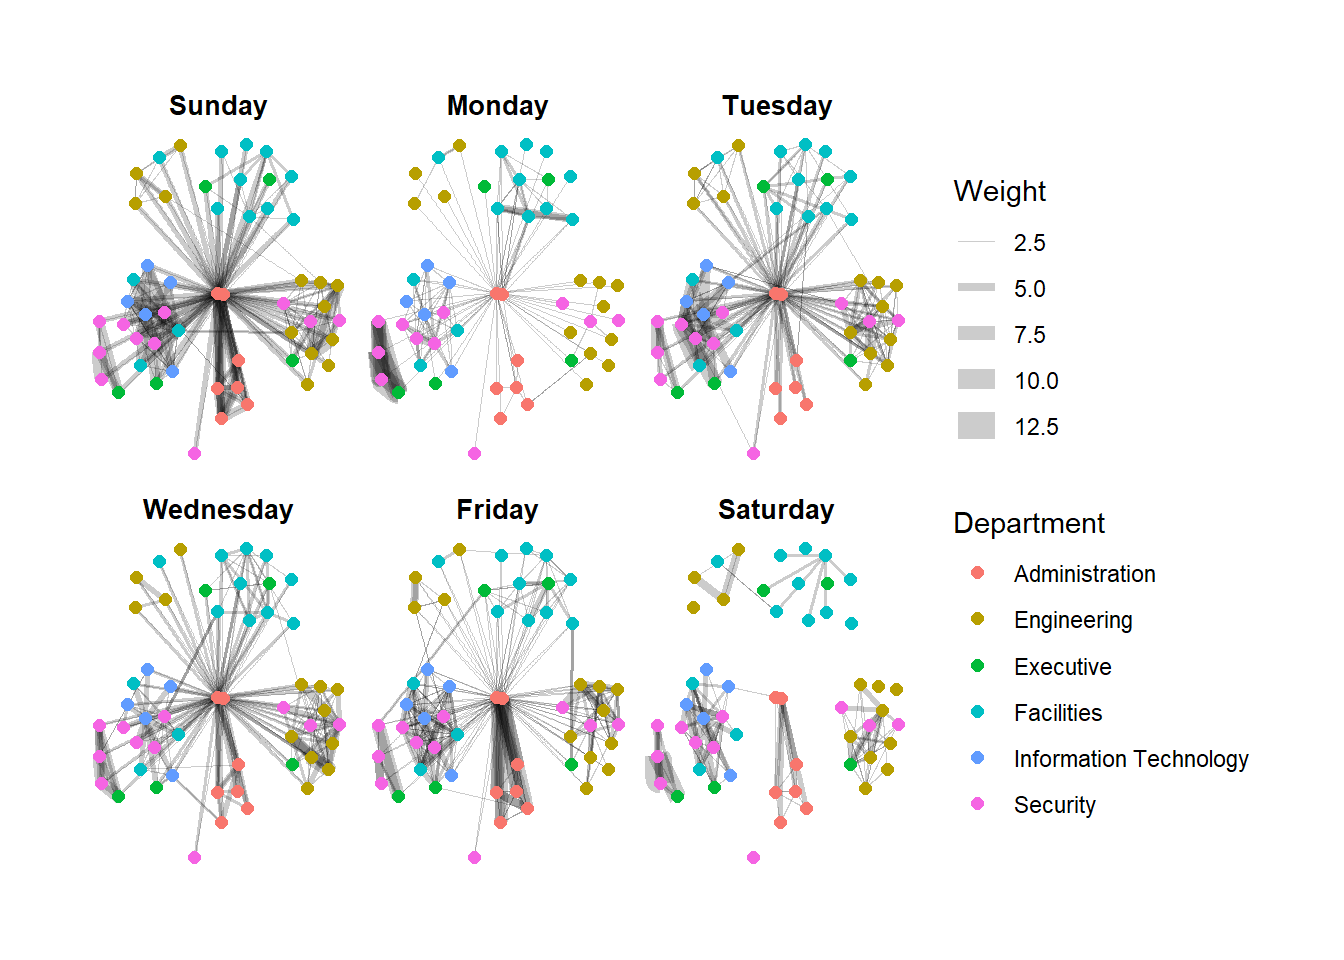 Sunday
Monday
Tuesday
Wednesday
Friday
Saturday
Weight
2.5
5.0
7.5
10.0
12.5
Department
Administration
Engineering
Executive
Facilities
Information Technology
Security